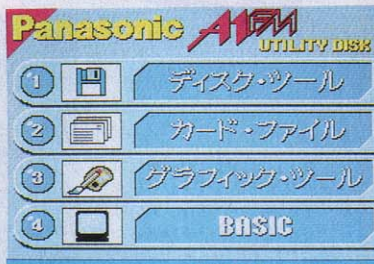 Panasonic A1FM
UTILITY DISK
1 ディスク・ツール
2 カード・ファイル
3 グラフィック・ツール
4 BASIC